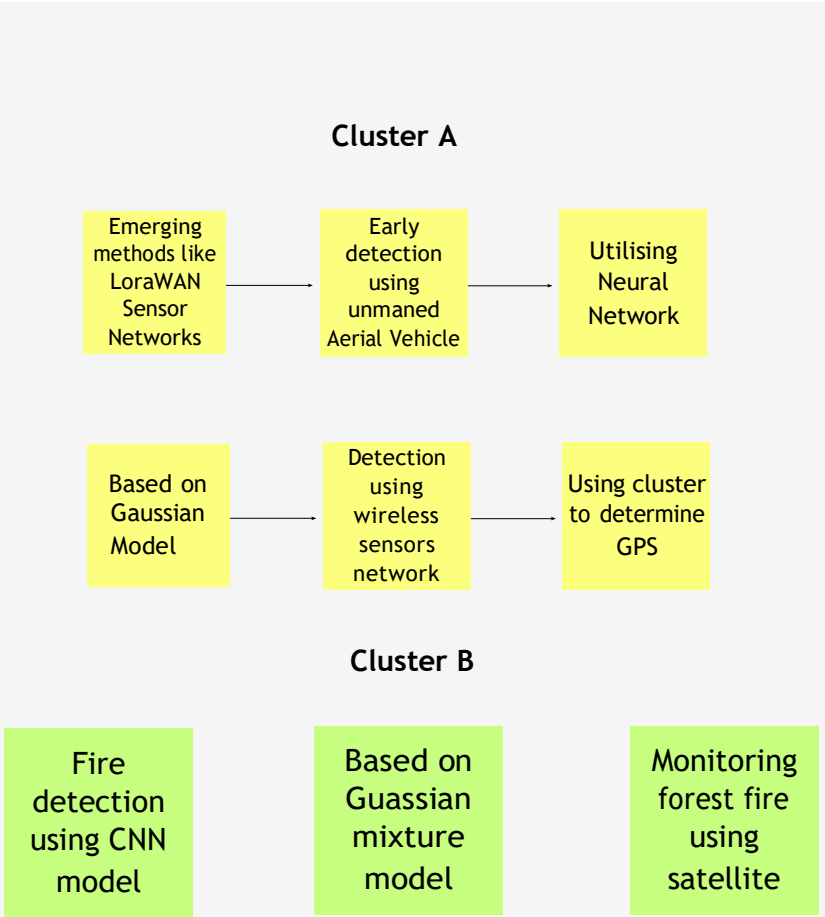 Cluster A
Emerging
methods like
LoraWAN
Sensor
Networks
Early
detection
using
unmaned
Aerial Vehicle
Utilising
Neural
Network
Based on
Gaussian
Model
Detection
using
wireless
sensors
network
Using cluster
to determine
GPS
Cluster B
Fire
detection
using CNN
model
Based on
Guassian
mixture
model
Monitoring
forest fire
using
satellite